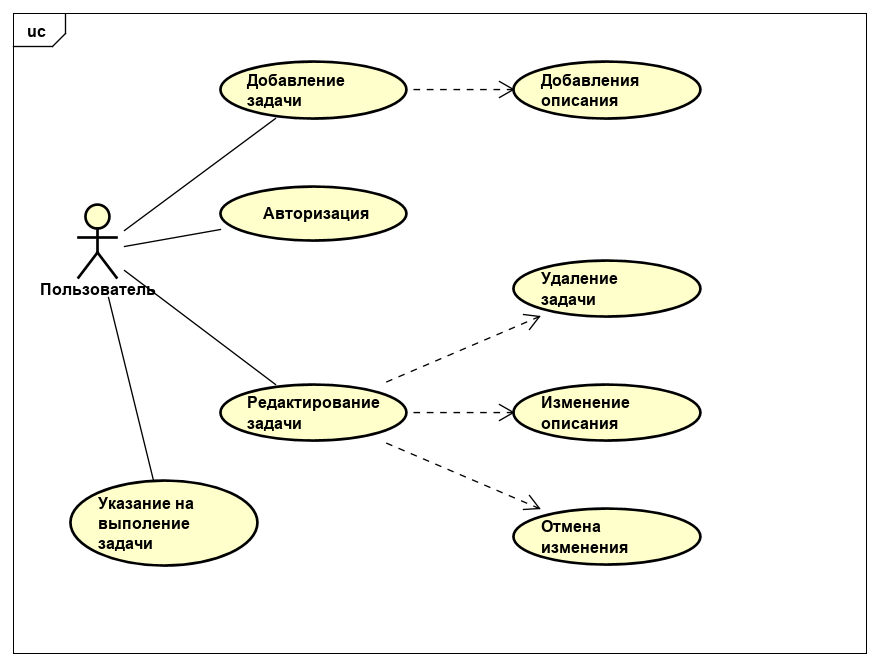 uc
Добавление
задачи
Добавления
описания
Авторизация
Пользователь
Удаление
задачи
Редактирование
задачи
Изменение
описания
Указание на
выполение
задачи
Отмена
изменения